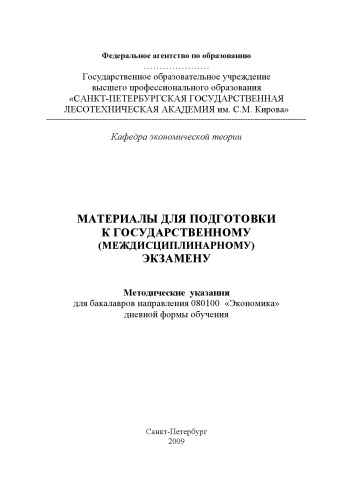 Федеральное агентство по образованию
………………….
Государственное образовательное учреждение
высшего профессионального образования
«САНКТ-ПЕТЕРБУРГСКАЯ ГОСУДАРСТВЕННАЯ
ЛЕСОТЕХНИЧЕСКАЯ АКАДЕМИЯ им. С.М. Кирова»
Кафедра экономической теории
МАТЕРИАЛЫ ДЛЯ ПОДГОТОВКИ
К ГОСУДАРСТВЕННОМУ
(МЕЖДИСЦИПЛИНАРНОМУ)
ЭКЗАМЕНУ
Методические указания
для бакалавров направления 080100 «Экономика»
дневной формы обучения
Санкт-Петербург
2009